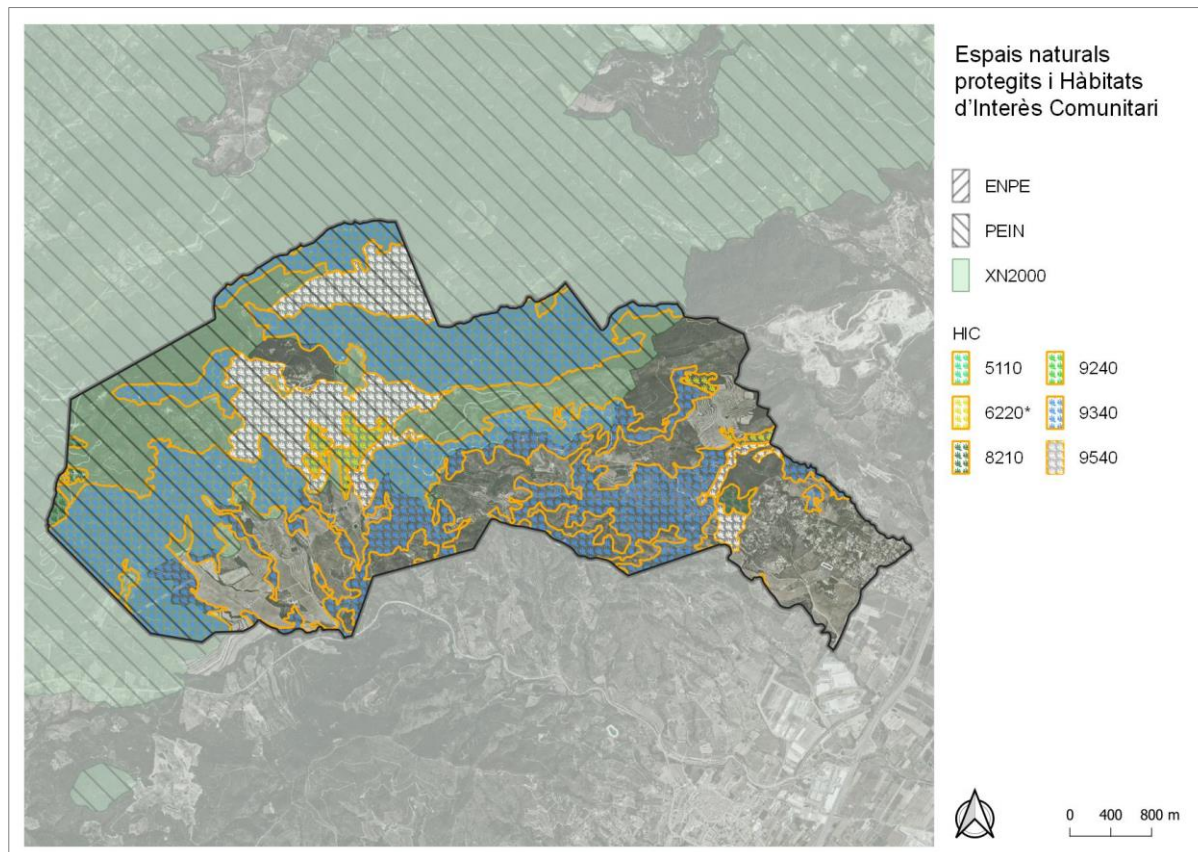 Espais naturals
protegits i Hàbitats
d'Interès Comunitari
ENPE
PEIN
XN2000
HIC
5110
9240
6220*
9340
8210
9540
0 400 800 m